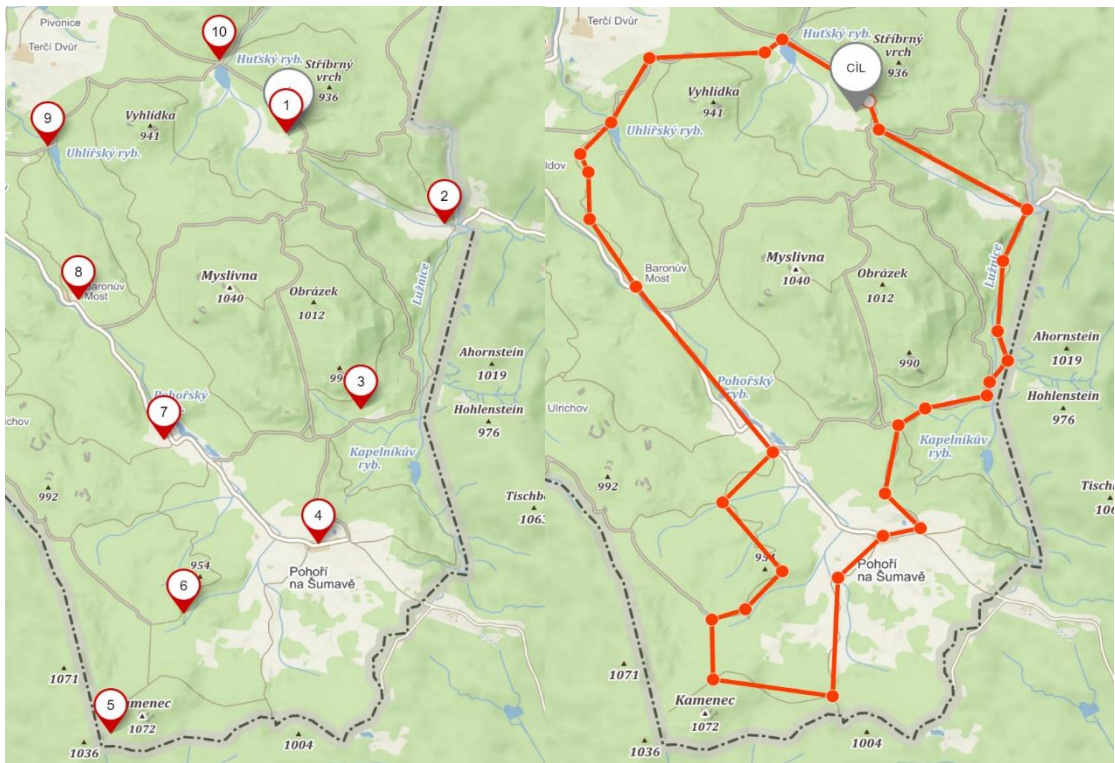 Pivonice
Terčí Dvůr
10
Huťský ryb.
Stříbrný
vrch
936
1
Vyhlídka
941
9
Uhlířský ryb.
2
8
Baronův
Most
Myslivna
1040
Obrázek
1012
Lužnice
Ahornstein
1019
3
Hohlenstein
976
7
Pohořský
Kapelníkův
ryb.
992
4
954
Pohoří
na Šumavě
6
1071
5
1072
1036
1004
Terčí Dvůr
Huťský ryb.
Stříbrný
vrch
936
CÍL
Vyhlídka
941
Uhlířský ryb.
Baronův
Most
Myslivna
1040
Obrázek
1012
Lužnice
Ahornstein
1019
990
Hohlenstein
976
Pohořský
ryb.
Ulrichov
Kapelníkův
ryb.
992
Pohoří
na Šumavě
1071
Kamenec
1072
1036
1004